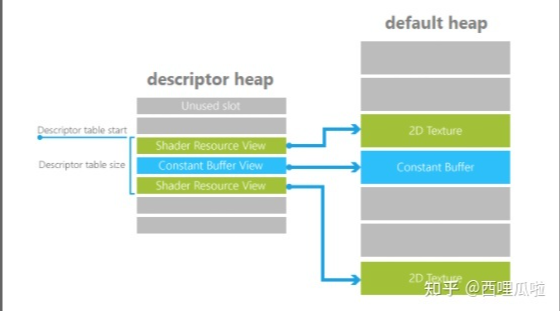 default heap
descriptor heap
Unused slot
Descriptor table start
2D Texture
Shader Resource View
Descriptor table size
Constant Buffer View
Constant Buffer
Shader Resource View
2D Texture
知乎 @西哩瓜啦